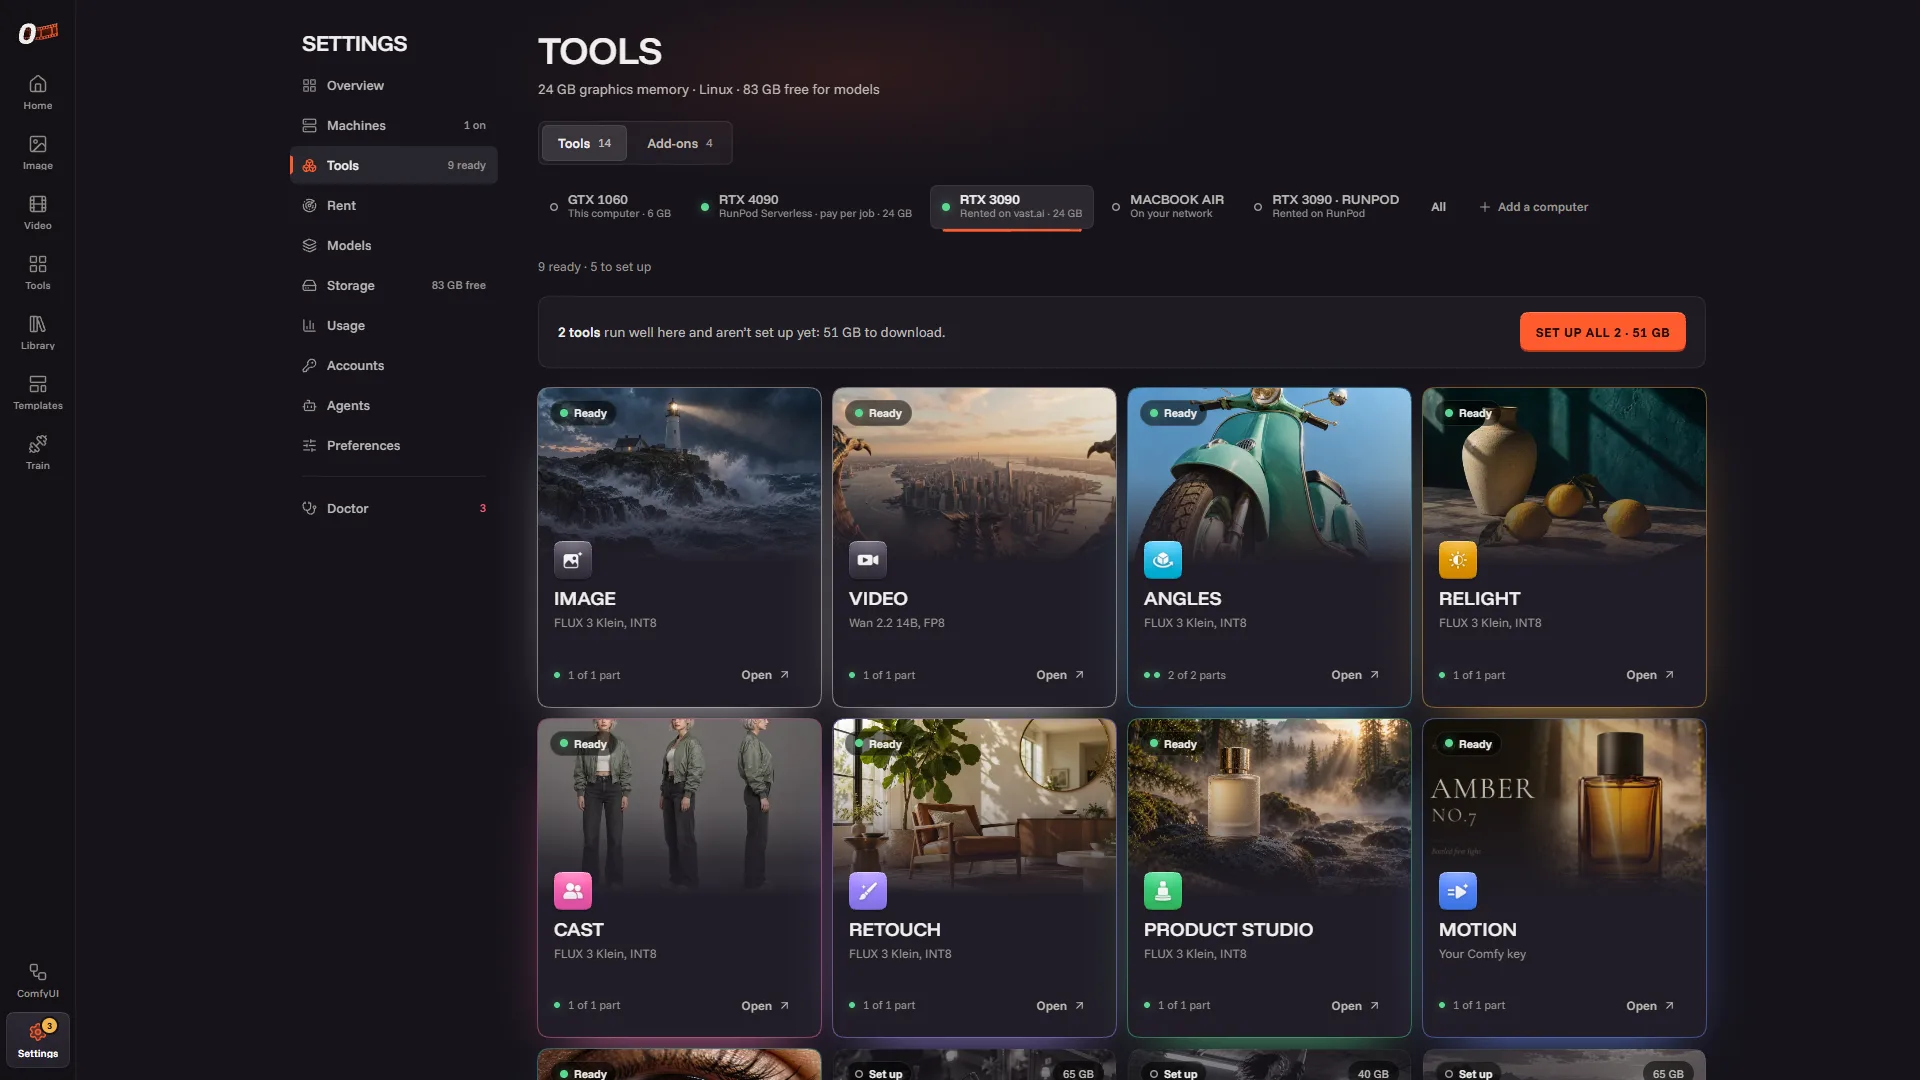 Home
Image
Video
Tools
Library
Templates
Train
ComfyUI
3
Settings
SETTINGS
Overview
Machines 1 on
Tools 9 ready
Rent
Models
Storage 83 GB free
Usage
Accounts
Agents
Preferences
Doctor 3
TOOLS
24 GB graphics memory · Linux · 83 GB free for models
Tools 14 Add-ons 4
GTX 1060
This computer · 6 GB
RTX 4090
RunPod Serverless · pay per job · 24 GB
RTX 3090
Rented on vast.ai · 24 GB
MACBOOK AIR
On your network
RTX 3090 · RUNPOD
Rented on RunPod
All
+ Add a computer
9 ready · 5 to set up
2 tools run well here and aren't set up yet: 51 GB to download.
SET UP ALL 2 · 51 GB
Ready
IMAGE
FLUX 3 Klein, INT8
1 of 1 part Open
Ready
VIDEO
Wan 2.2 14B, FP8
1 of 1 part Open
Ready
ANGLES
FLUX 3 Klein, INT8
2 of 2 parts Open
Ready
RELIGHT
FLUX 3 Klein, INT8
1 of 1 part Open
Ready
CAST
FLUX 3 Klein, INT8
1 of 1 part Open
Ready
RETOUCH
FLUX 3 Klein, INT8
1 of 1 part Open
Ready
PRODUCT STUDIO
FLUX 3 Klein, INT8
1 of 1 part Open
Ready
AMBER
NO.7
MOTION
Your Comfy key
1 of 1 part Open
Ready
Set up 65 GB
Set up 40 GB
Set up 65 GB